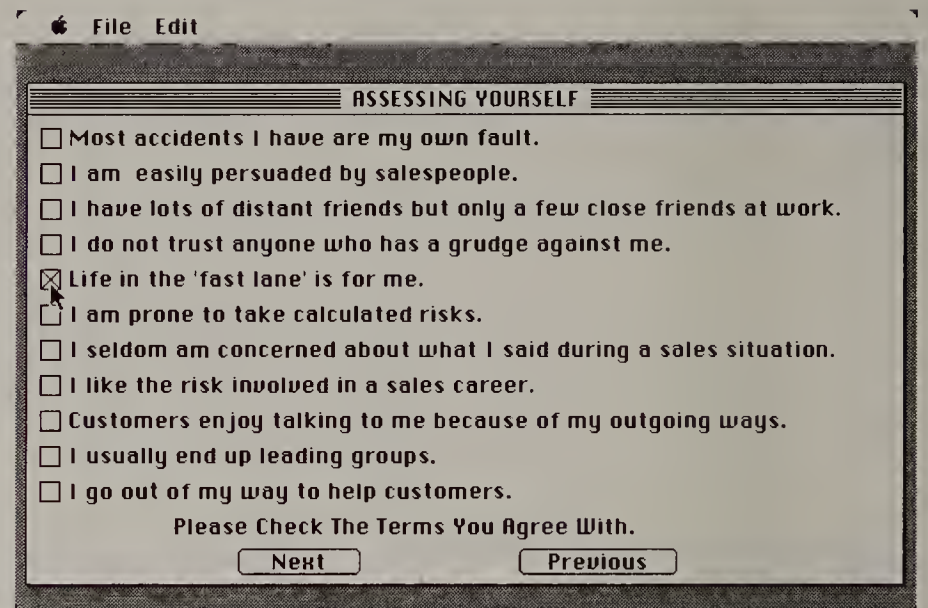 File Edit
ASSESSING YOURSELF
Most accidents I have are my own fault.
I am  easily persuaded by salespeople.
I have lots of distant friends but only a few close friends at work.
I do not trust anyone who has a grudge against me.
Life in the 'fast lane' is for me.
I am prone to take calculated risks.
I seldom am concerned about what I said during a sales situation.
I like the risk involved in a sales career.
Customers enjoy talking to me because of my outgoing ways.
I usually end up leading groups.
I go out of my way to help customers.
Please Check The Terms You Agree With.
Next Previous